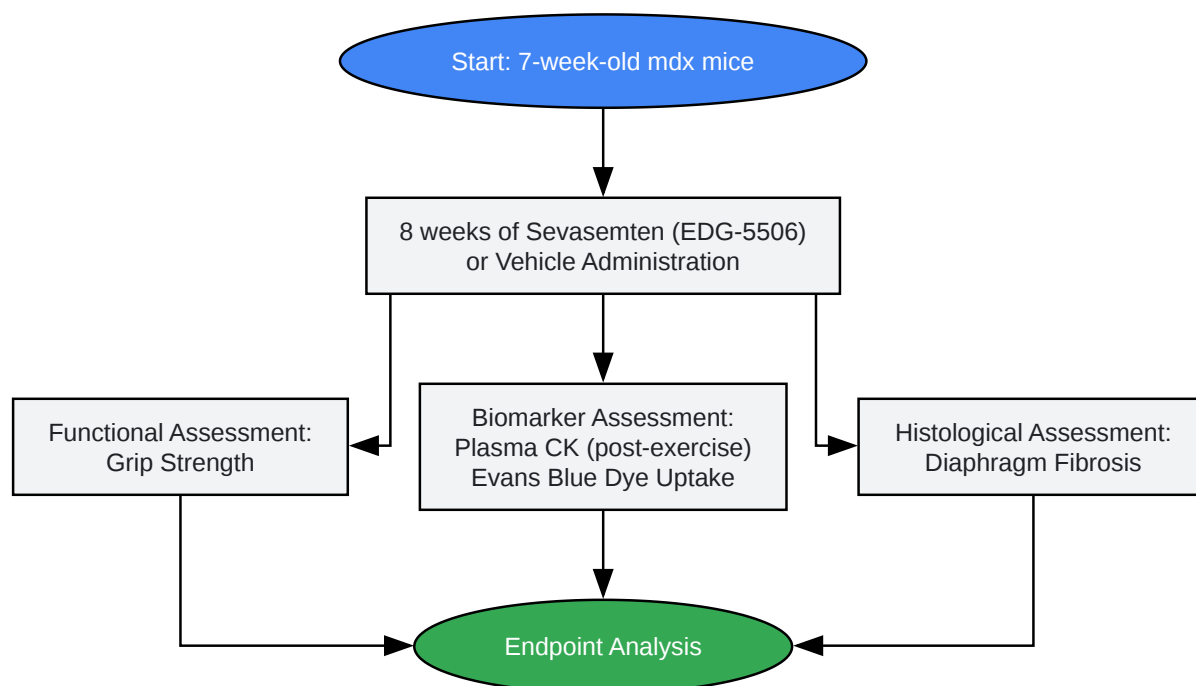 Start: 7-week-old mdx mice
8 weeks of Sevasemten (EDG-5506)
or Vehicle Administration
Functional Assessment:
Grip Strength
Biomarker Assessment:
Plasma CK (post-exercise)
Evans Blue Dye Uptake
Histological Assessment:
Diaphragm Fibrosis
Endpoint Analysis